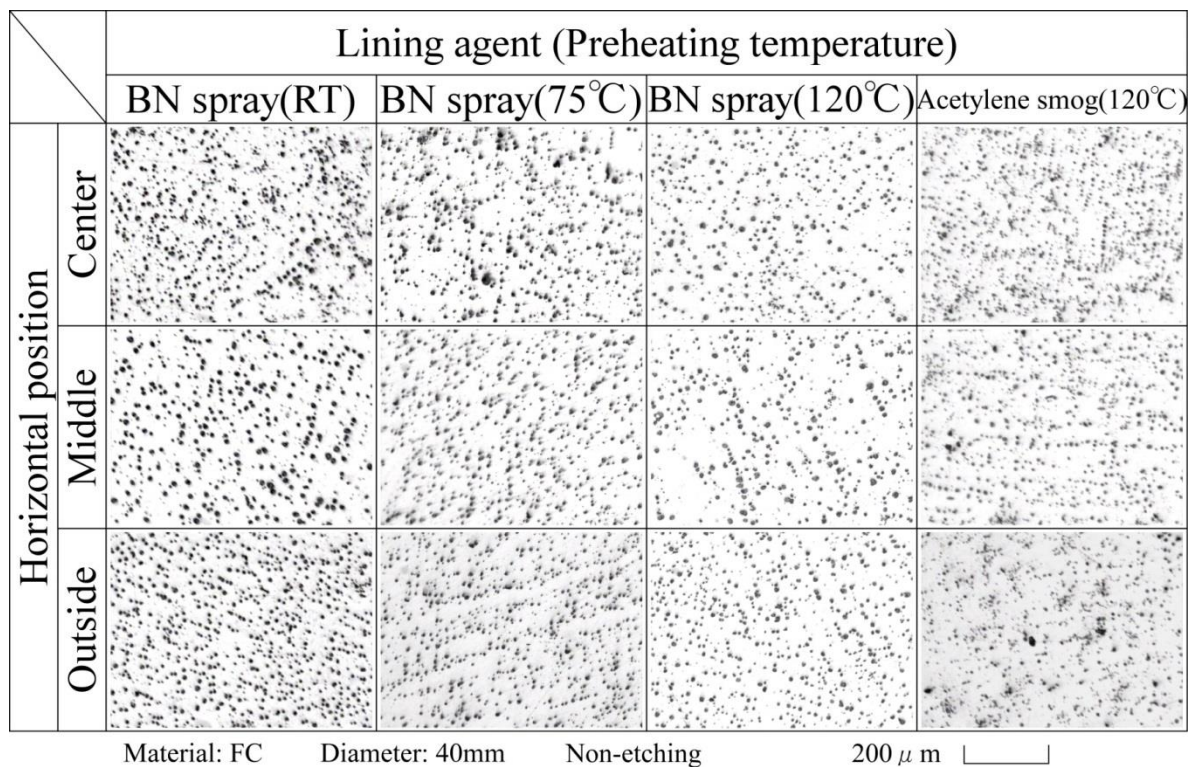 Lining agent (Preheating temperature)
BN spray(RT) BN spray(75℃) BN spray(120℃) Acetylene smog(120℃)
Horizontal position
Center
Middle
Outside
Material: FC Diameter: 40mm Non-etching 200 μ m